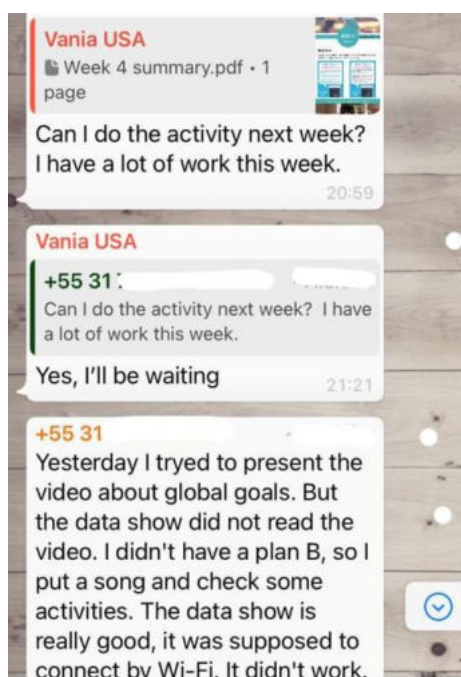 Vania USA
Week 4 summary.pdf • 1
page
Can I do the activity next week?
I have a lot of work this week.
20:59
Vania USA
+55 31
Can I do the activity next week? I have
a lot of work this week.
Yes, I'll be waiting
21:21
+55 31
Yesterday I tryed to present the
video about global goals. But
the data show did not read the
video. I didn't have a plan B, so I
put a song and check some
activities. The data show is
really good, it was supposed to
connect by Wi-Fi. It didn't work.